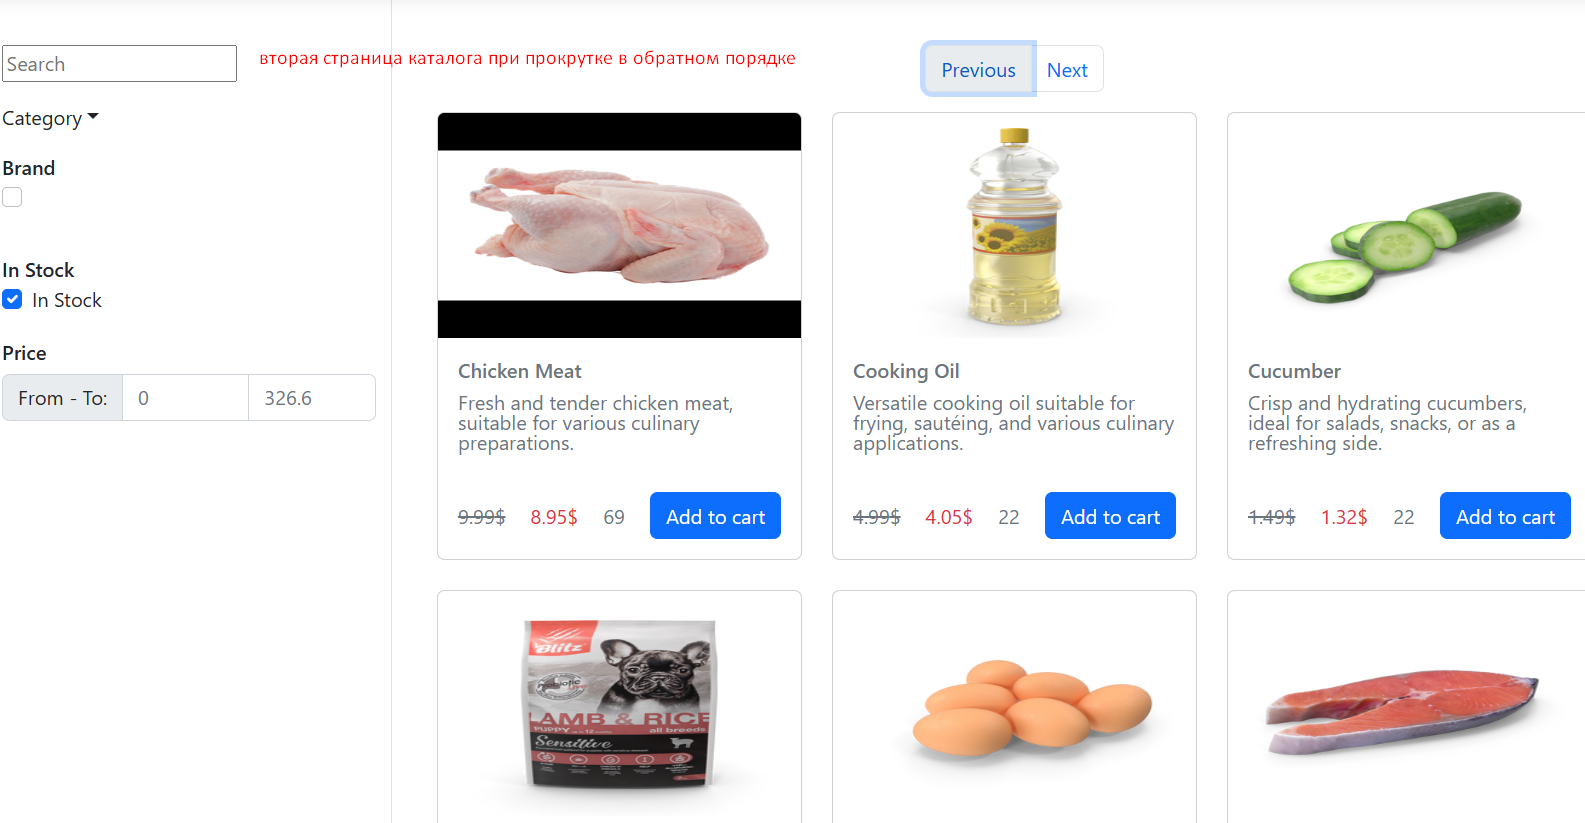 Search
вторая страница каталога при прокрутке в обратном порядке
Previous
Next
Category
Brand
In Stock
In Stock
Price
From - To:
0
326.6
Chicken Meat
Fresh and tender chicken meat,
suitable for various culinary
preparations.
9.99$ 8.95$ 69 Add to cart
Cooking Oil
Versatile cooking oil suitable for
frying, sautéing, and various culinary
applications.
4.99$ 4.05$ 22 Add to cart
Cucumber
Crisp and hydrating cucumbers,
ideal for salads, snacks, or as a
refreshing side.
1.49$ 1.32$ 22 Add to cart
Blitz
LAMB & RICE
PUPPY
all breeds
Sensitive